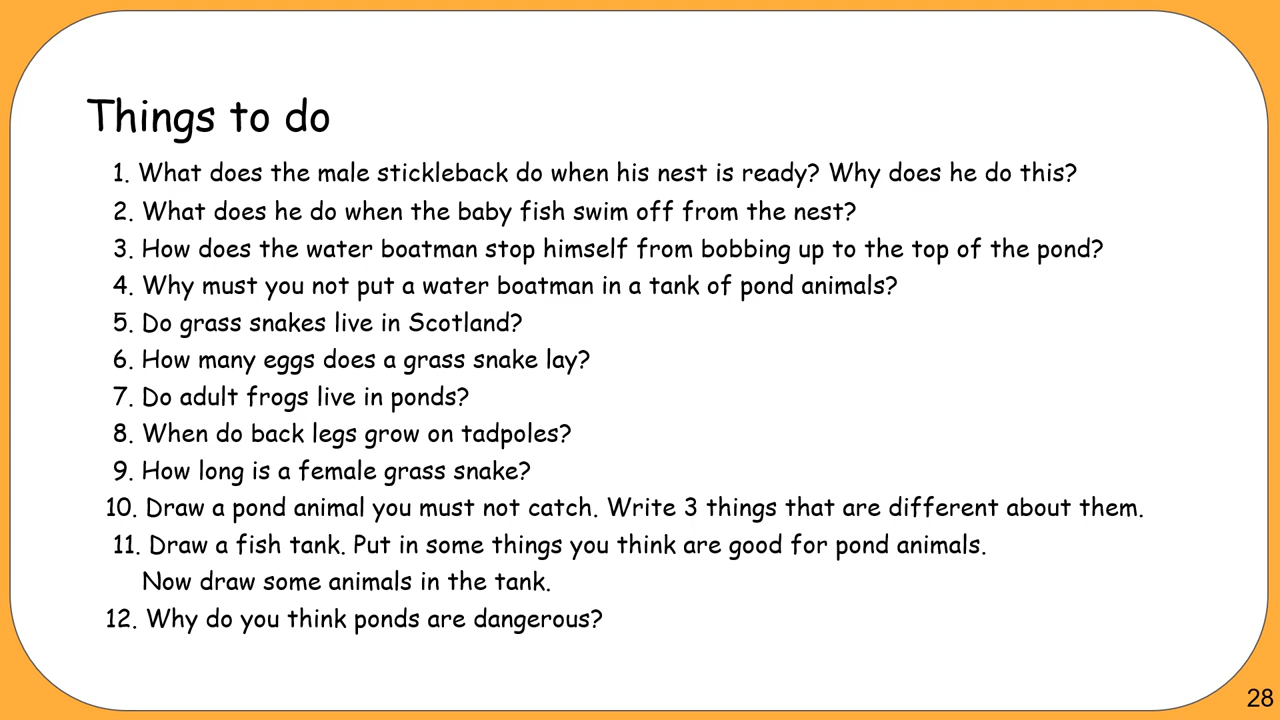 Things to do
1. What does the male stickleback do when his nest is ready? Why does he do this?
2. What does he do when the baby fish swim off from the nest?
3. How does the water boatman stop himself from bobbing up to the top of the pond?
4. Why must you not put a water boatman in a tank of pond animals?
5. Do grass snakes live in Scotland?
6. How many eggs does a grass snake lay?
7. Do adult frogs live in ponds?
8. When do back legs grow on tadpoles?
9. How long is a female grass snake?
10. Draw a pond animal you must not catch. Write 3 things that are different about them.
11. Draw a fish tank. Put in some things you think are good for pond animals.
Now draw some animals in the tank.
12. Why do you think ponds are dangerous?
28